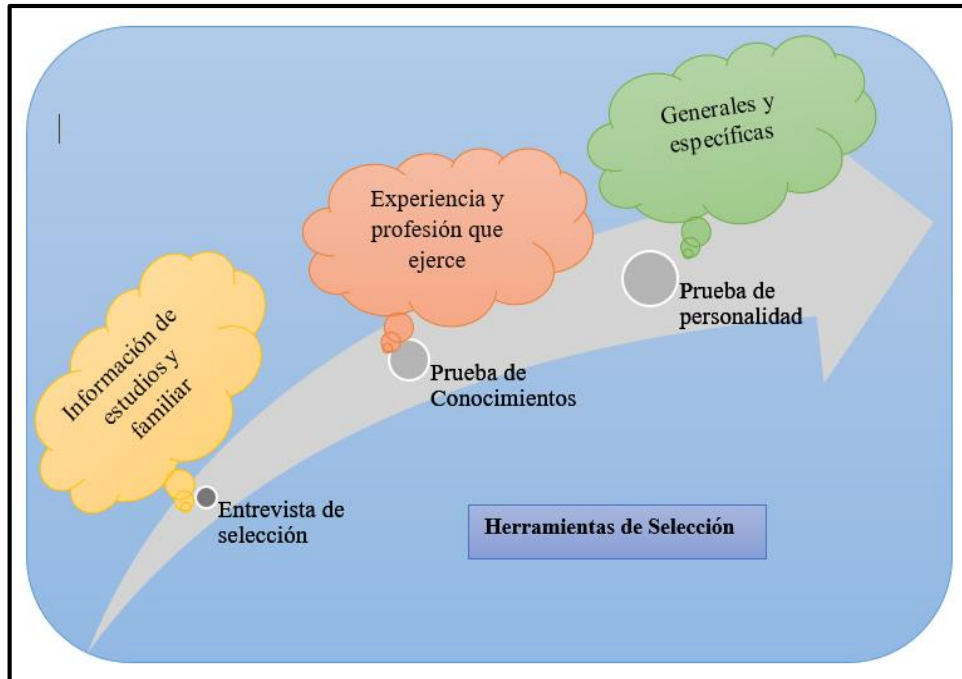 Información de
estudios y
familiar
Entrevista de
selección
Experiencia y
profesión que
ejerce
Prueba de
Conocimientos
Generales y
específicas
Prueba de
personalidad
Herramientas de Selección